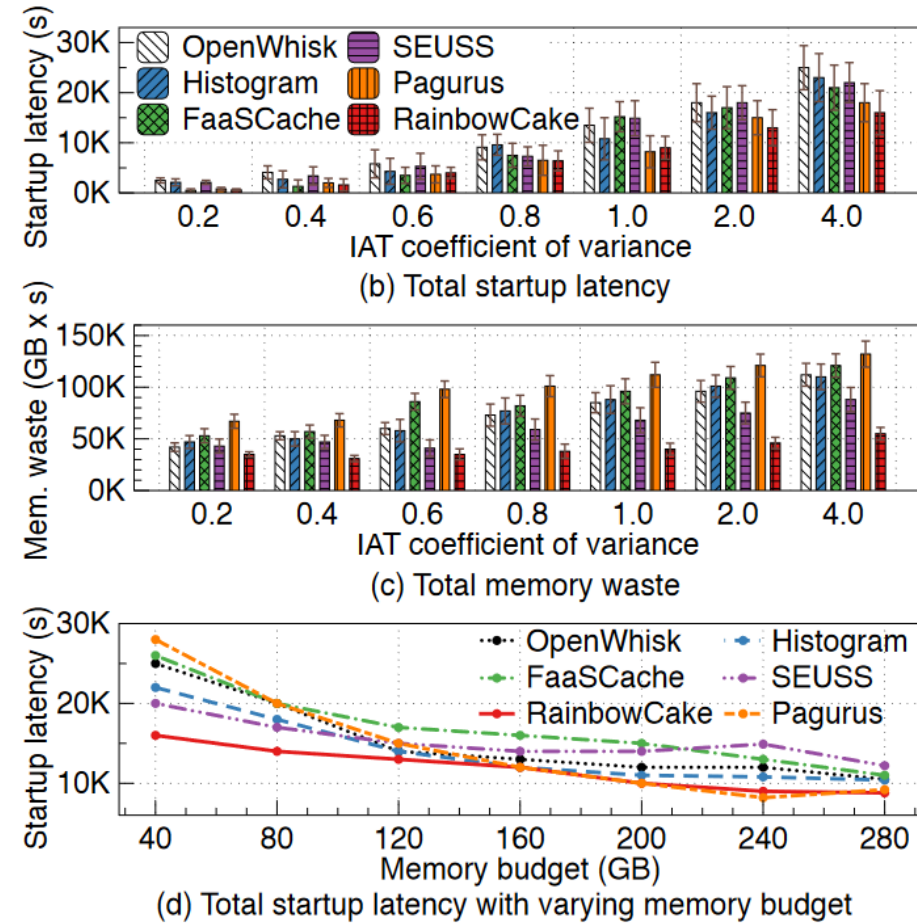 Startup latency (s)
30K
20K
10K
0K
OpenWhisk
SEUSS
Histogram
Pagurus
FaaSCache
RainbowCake
0.2 0.4 0.6 0.8 1.0 2.0 4.0
IAT coefficient of variance
(b) Total startup latency
Mem. waste (GB x s)
150K
100K
50K
0K
0.2 0.4 0.6 0.8 1.0 2.0 4.0
IAT coefficient of variance
(c) Total memory waste
Startup latency (s)
30K
20K
10K
OpenWhisk
Histogram
FaaSCache
SEUSS
RainbowCake
Pagurus
40 80 120 160 200 240 280
Memory budget (GB)
(d) Total startup latency with varying memory budget